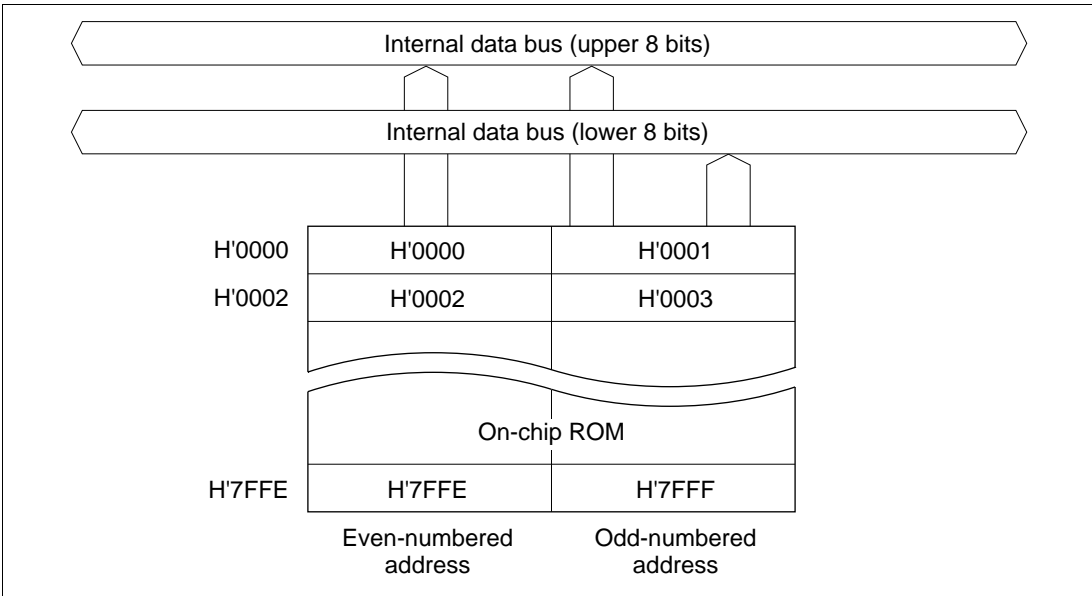 Internal data bus (upper 8 bits)
Internal data bus (lower 8 bits)
H'0000 H'0000 H'0001
H'0002 H'0002 H'0003
On-chip ROM
H'7FFE H'7FFE H'7FFF
Even-numbered Odd-numbered
address address